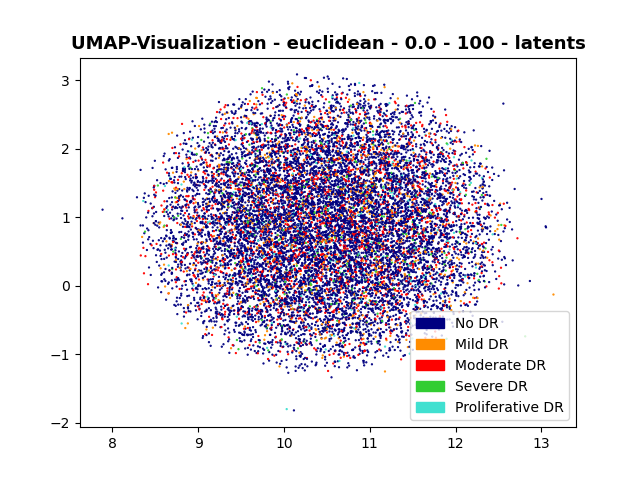 UMAP-Visualization - euclidean - 0.0 - 100 - latents
3
2
1
0
−1
−2
No DR
Mild DR
Moderate DR
Severe DR
Proliferative DR
8 9 10 11 12 13